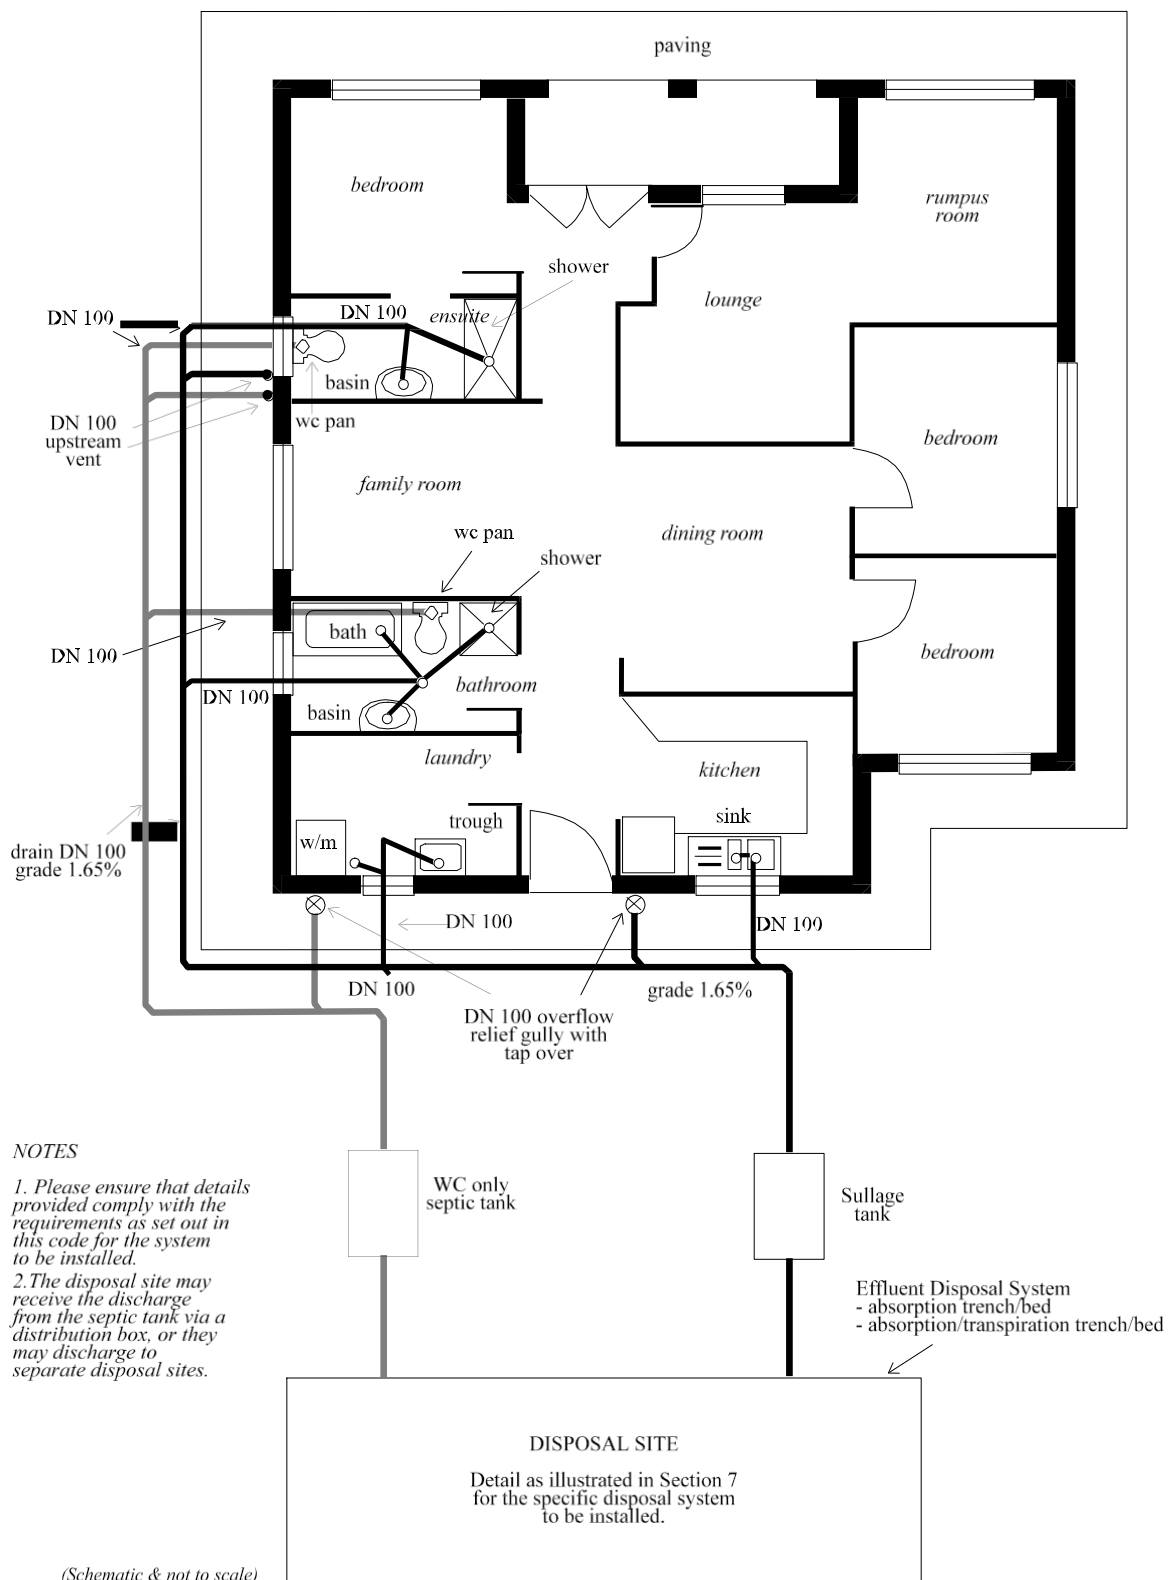 paving
bedroom
rumpus
room
shower
lounge
DN 100
DN 100
ensuite
basin
wc pan
DN 100
upstream
vent
bedroom
family room
dining room
wc pan
shower
bath
DN 100
bedroom
bathroom
DN 100
basin
laundry
kitchen
sink
trough
w/m
drain DN 100
grade 1.65%
DN 100
DN 100
DN 100
grade 1.65%
DN 100 overflow
relief gully with
tap over
NOTES
1. Please ensure that details
provided comply with the
requirements as set out in
this code for the system
to be installed.
2.The disposal site may
receive the discharge
from the septic tank via a
distribution box, or they
may discharge to
separate disposal sites.
WC only
septic tank
Sullage
tank
Effluent Disposal System
- absorption trench/bed
- absorption/transpiration trench/bed
DISPOSAL SITE
Detail as illustrated in Section 7
for the specific disposal system
to be installed.
(Schematic & not to scale)